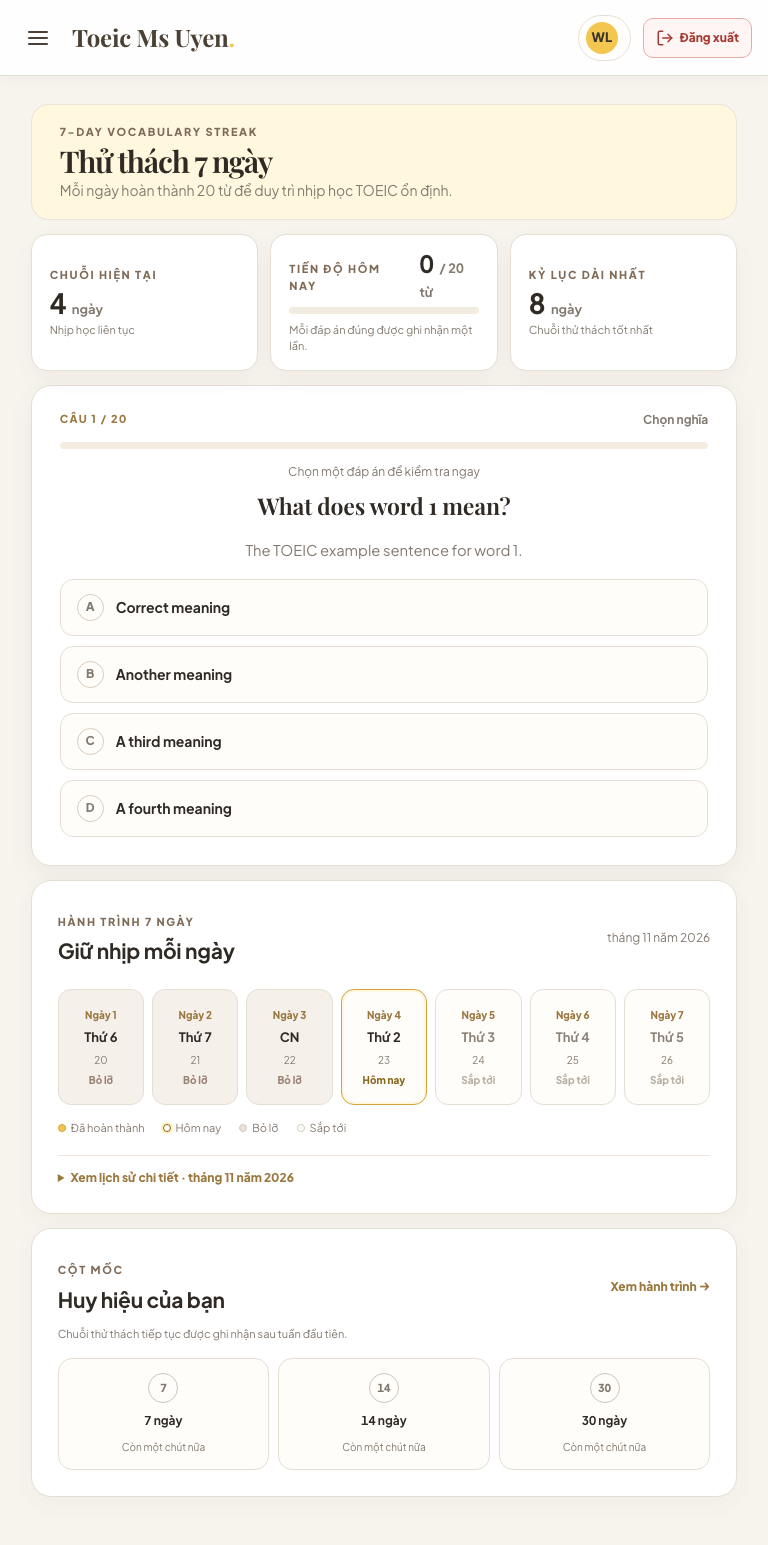 Toeic Ms Uyen.
WL
Đăng xuất
7-DAY VOCABULARY STREAK
Thử thách 7 ngày
Mỗi ngày hoàn thành 20 từ để duy trì nhịp học TOEIC ổn định.
CHUỖI HIỆN TẠI
4 ngày
Nhịp học liên tục
TIẾN ĐỘ HÔM NAY
0 / 20 từ
Mỗi đáp án đúng được ghi nhận một lần.
KỶ LỤC DÀI NHẤT
8 ngày
Chuỗi thử thách tốt nhất
CÂU 1 / 20
Chọn nghĩa
Chọn một đáp án để kiểm tra ngay
What does word 1 mean?
The TOEIC example sentence for word 1.
A Correct meaning
B Another meaning
C A third meaning
D A fourth meaning
HÀNH TRÌNH 7 NGÀY
Giữ nhịp mỗi ngày
tháng 11 năm 2026
Ngày 1
Thứ 6
20
Bỏ lỡ
Ngày 2
Thứ 7
21
Bỏ lỡ
Ngày 3
CN
22
Bỏ lỡ
Ngày 4
Thứ 2
23
Hôm nay
Ngày 5
Thứ 3
24
Sắp tới
Ngày 6
Thứ 4
25
Sắp tới
Ngày 7
Thứ 5
26
Sắp tới
Đã hoàn thành
Hôm nay
Bỏ lỡ
Sắp tới
Xem lịch sử chi tiết · tháng 11 năm 2026
CỘT MỐC
Huy hiệu của bạn
Xem hành trình →
Chuỗi thử thách tiếp tục được ghi nhận sau tuần đầu tiên.
7
7 ngày
Còn một chút nữa
14
14 ngày
Còn một chút nữa
30
30 ngày
Còn một chút nữa